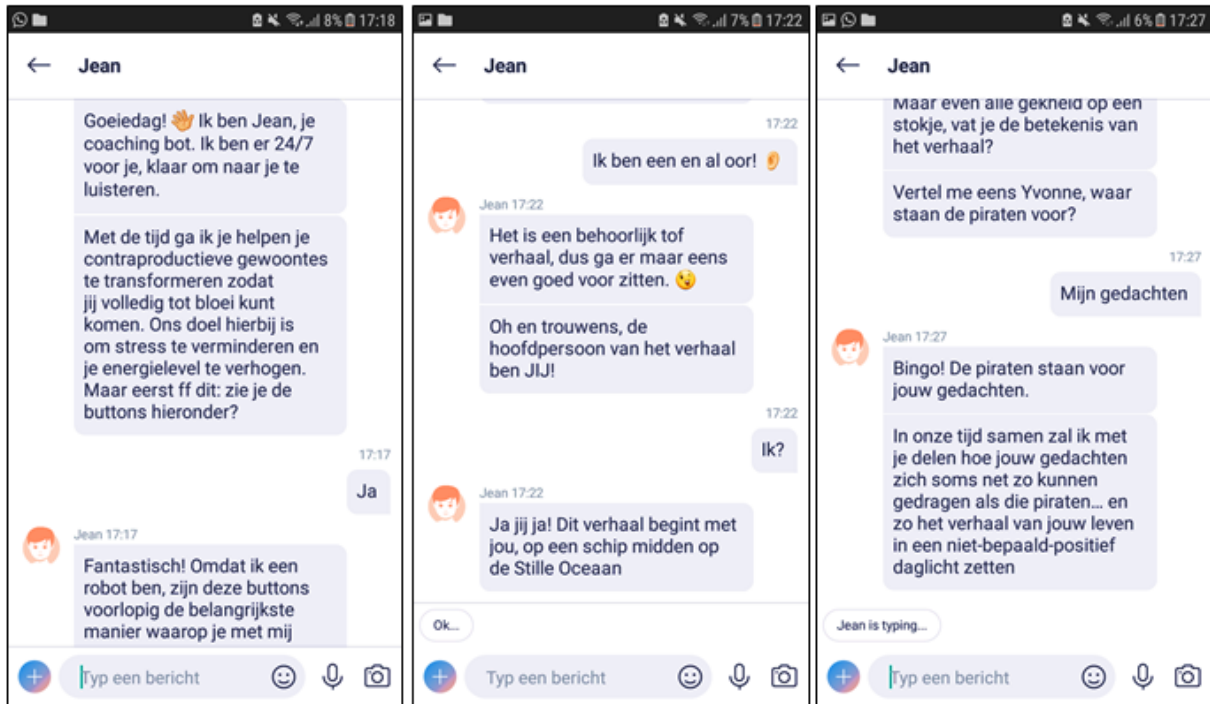 8% 17:18
Jean
Goeiedag! 👋 Ik ben Jean, je
coaching bot. Ik ben er 24/7
voor je, klaar om naar je te
luisteren.
Met de tijd ga ik je helpen je
contraproductieve gewoontes
te transformeren zodat
jij volledig tot bloei kunt
komen. Ons doel hierbij is
om stress te verminderen en
je energielevel te verhogen.
Maar eerst ff dit: zie je de
buttons hieronder?
17:17
Ja
Jean 17:17
Fantastisch! Omdat ik een
robot ben, zijn deze buttons
voorlopig de belangrijkste
manier waarop je met mij
Typ een bericht
7% 17:22
Jean
17:22
Ik ben een en al oor! 👂
Jean 17:22
Het is een behoorlijk tof
verhaal, dus ga er maar eens
even goed voor zitten. 😉
Oh en trouwens, de
hoofdpersoon van het verhaal
ben JIJ!
17:22
Ik?
Jean 17:22
Ja jij ja! Dit verhaal begint met
jou, op een schip midden op
de Stille Oceaan
Ok...
Typ een bericht
6% 17:27
Jean
Maar even alle gekheid op een
stokje, vat je de betekenis van
het verhaal?
Vertel me eens Yvonne, waar
staan de piraten voor?
17:27
Mijn gedachten
Jean 17:27
Bingo! De piraten staan voor
jouw gedachten.
In onze tijd samen zal ik met
je delen hoe jouw gedachten
zich soms net zo kunnen
gedragen als die piraten... en
zo het verhaal van jouw leven
in een niet-bepaald-positief
daglicht zetten
Jean is typing...
Typ een bericht